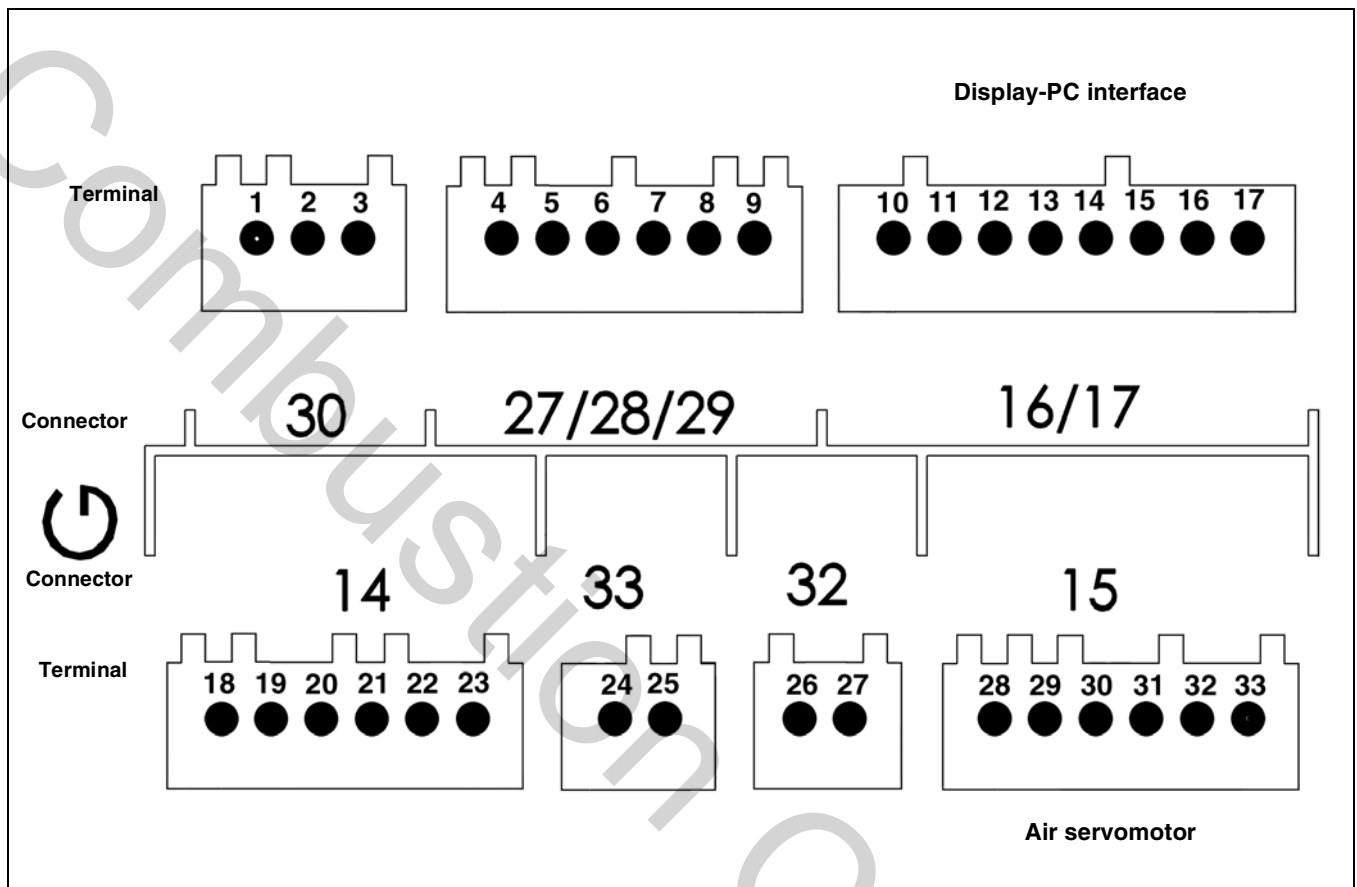 Display-PC interface
Terminal
1 2 3 4 5 6 7 8 9 10 11 12 13 14 15 16 17
Connector
30 27/28/29 16/17
Connector
14 33 32 15
Terminal
18 19 20 21 22 23 24 25 26 27 28 29 30 31 32 33
Air servomotor
Combustion